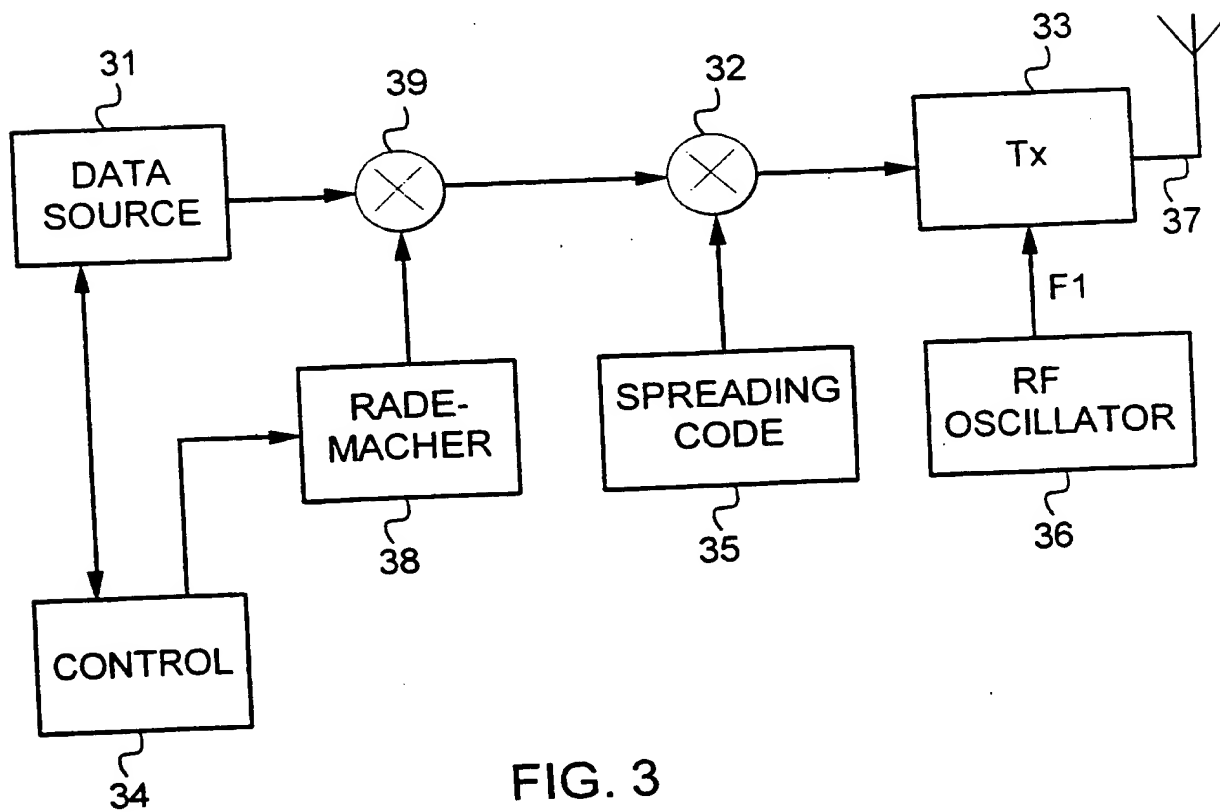 31
DATA
SOURCE
39
32
33
Tx
37
F1
RADE-
MACHER
38
SPREADING
CODE
35
RF
OSCILLATOR
36
CONTROL
34
FIG. 3